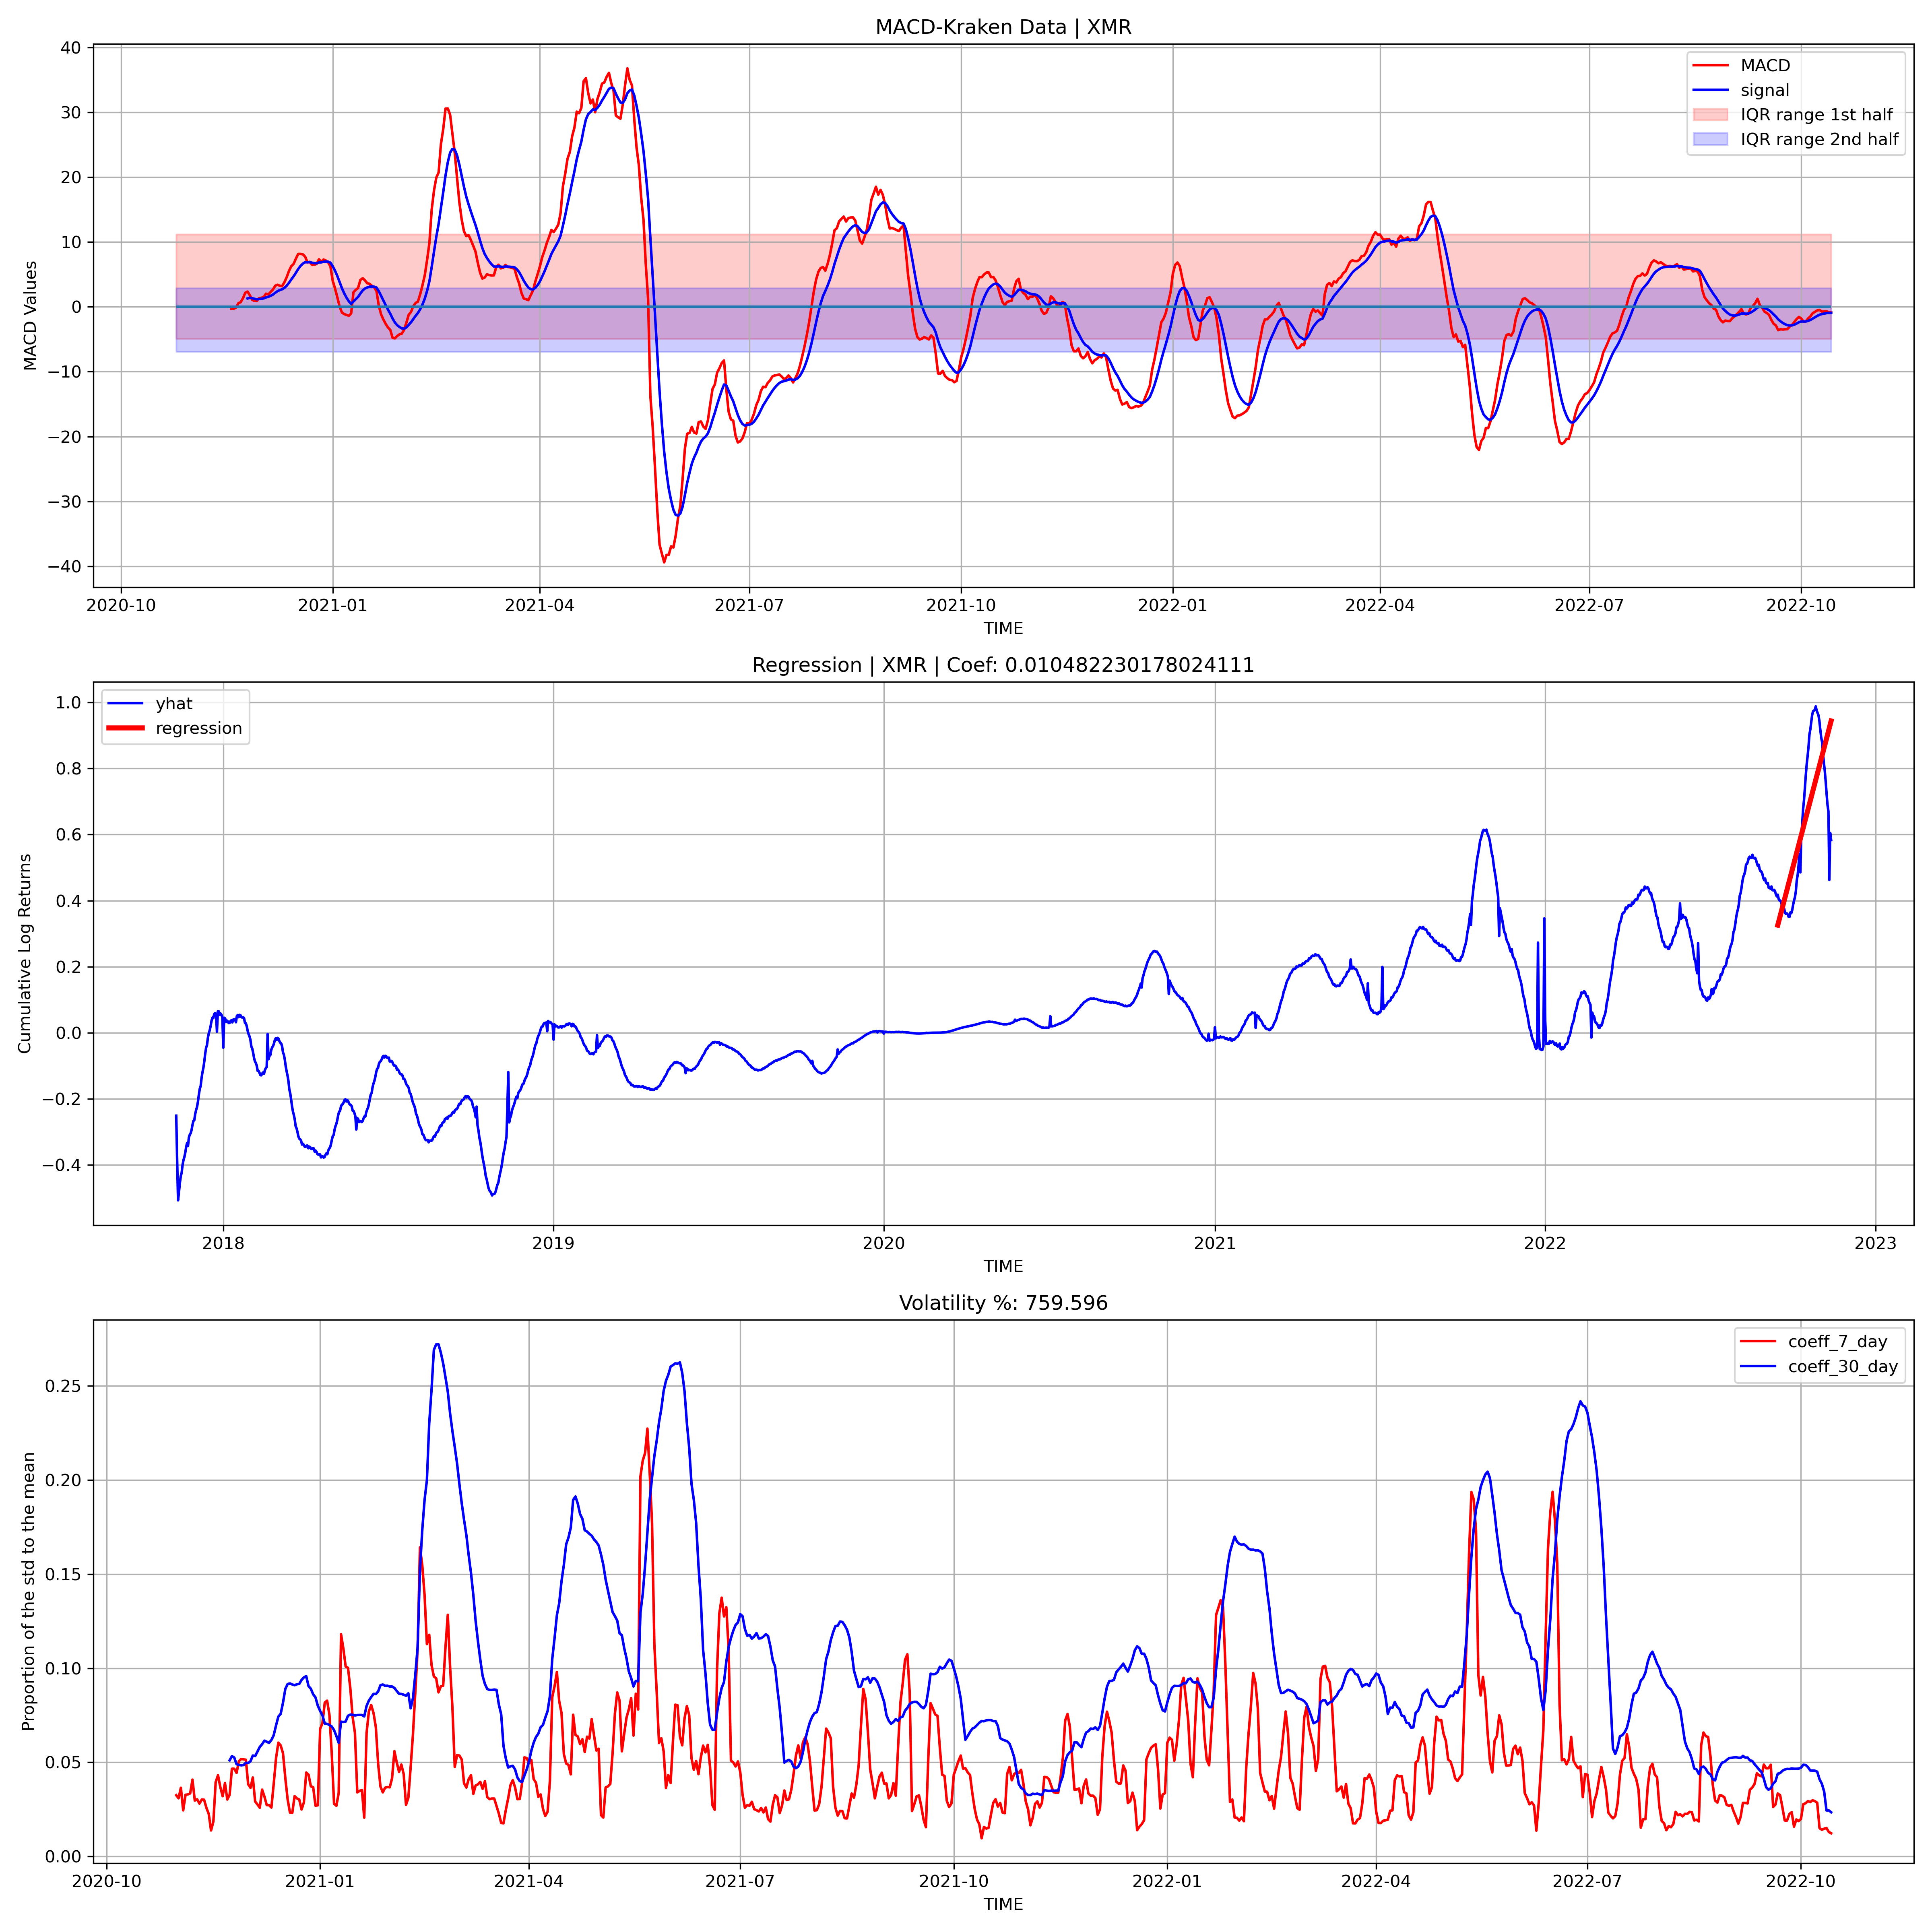 MACD-Kraken Data | XMR
MACD
signal
IQR range 1st half
IQR range 2nd half
MACD Values
40
30
20
10
0
−10
−20
−30
−40
2020-10 2021-01 2021-04 2021-07 2021-10 2022-01 2022-04 2022-07 2022-10
TIME
Regression | XMR | Coef: 0.010482230178024111
yhat
regression
Cumulative Log Returns
1.0
0.8
0.6
0.4
0.2
0.0
−0.2
−0.4
2018 2019 2020 2021 2022 2023
TIME
Volatility %: 759.596
coeff_7_day
coeff_30_day
Proportion of the std to the mean
0.25
0.20
0.15
0.10
0.05
0.00
2020-10 2021-01 2021-04 2021-07 2021-10 2022-01 2022-04 2022-07 2022-10
TIME